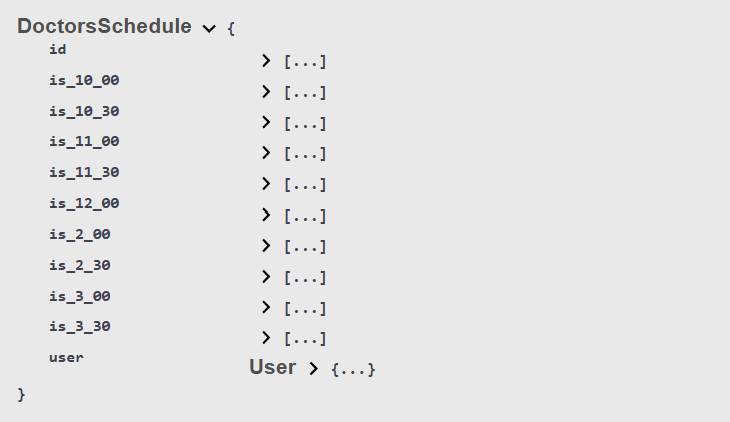 DoctorsSchedule {
id [...]
is_10_00 [...]
is_10_30 [...]
is_11_00 [...]
is_11_30 [...]
is_12_00 [...]
is_2_00 [...]
is_2_30 [...]
is_3_00 [...]
is_3_30 [...]
user User {...}
}